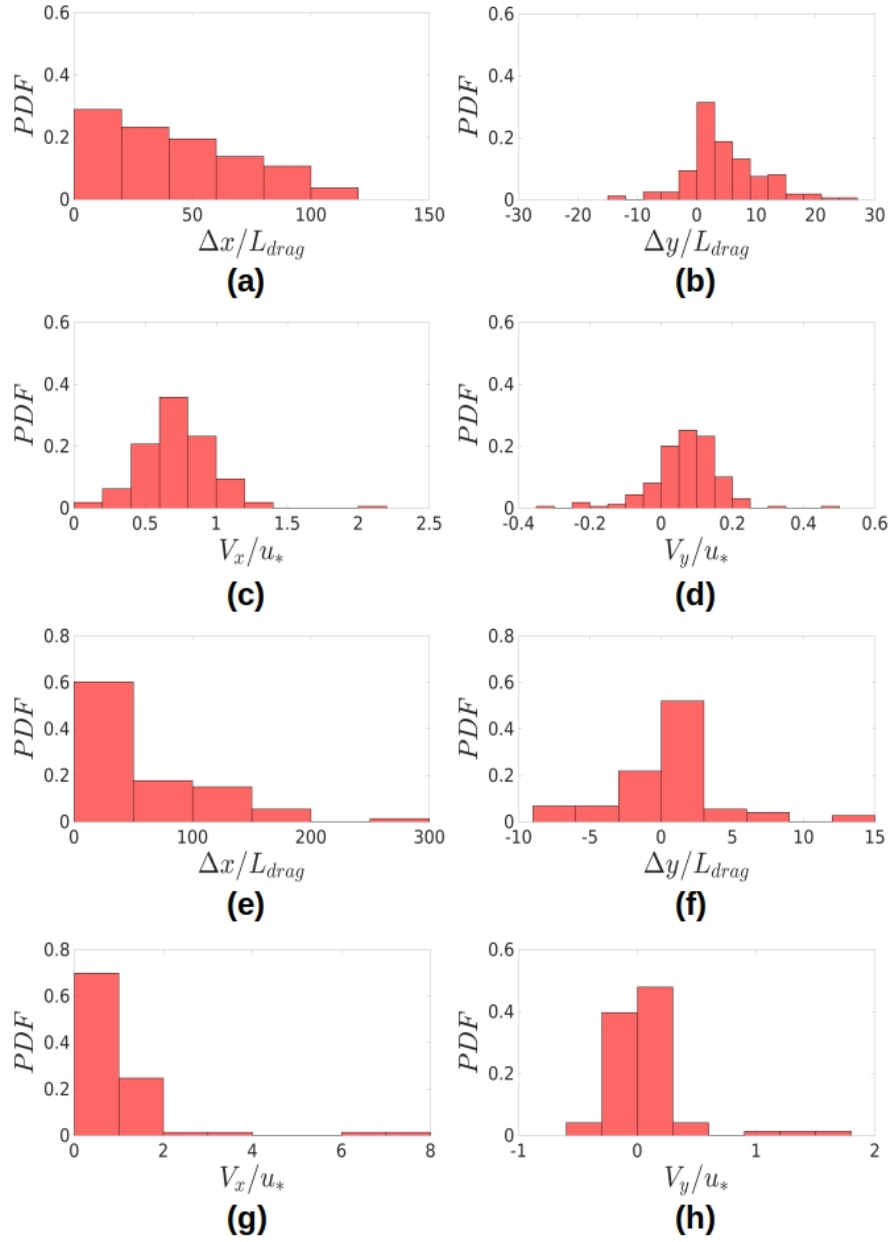 0.6 0.6
PDF 0.4 PDF 0.4
0.2 0.2
0 0
0 50 100 150 -30 -20 -10 0 10 20 30
Δx/L_drag Δy/L_drag
(a) (b)
0.6 0.6
PDF 0.4 PDF 0.4
0.2 0.2
0 0
0 0.5 1 1.5 2 2.5 -0.4 -0.2 0 0.2 0.4 0.6
V_x/u_* V_y/u_*
(c) (d)
0.8 0.8
0.6 0.6
PDF 0.4 PDF 0.4
0.2 0.2
0 0
0 100 200 300 -10 -5 0 5 10 15
Δx/L_drag Δy/L_drag
(e) (f)
0.8 0.6
0.6
PDF 0.4 PDF 0.4
0.2 0.2
0 0
0 2 4 6 8 -1 0 1 2
V_x/u_* V_y/u_*
(g) (h)